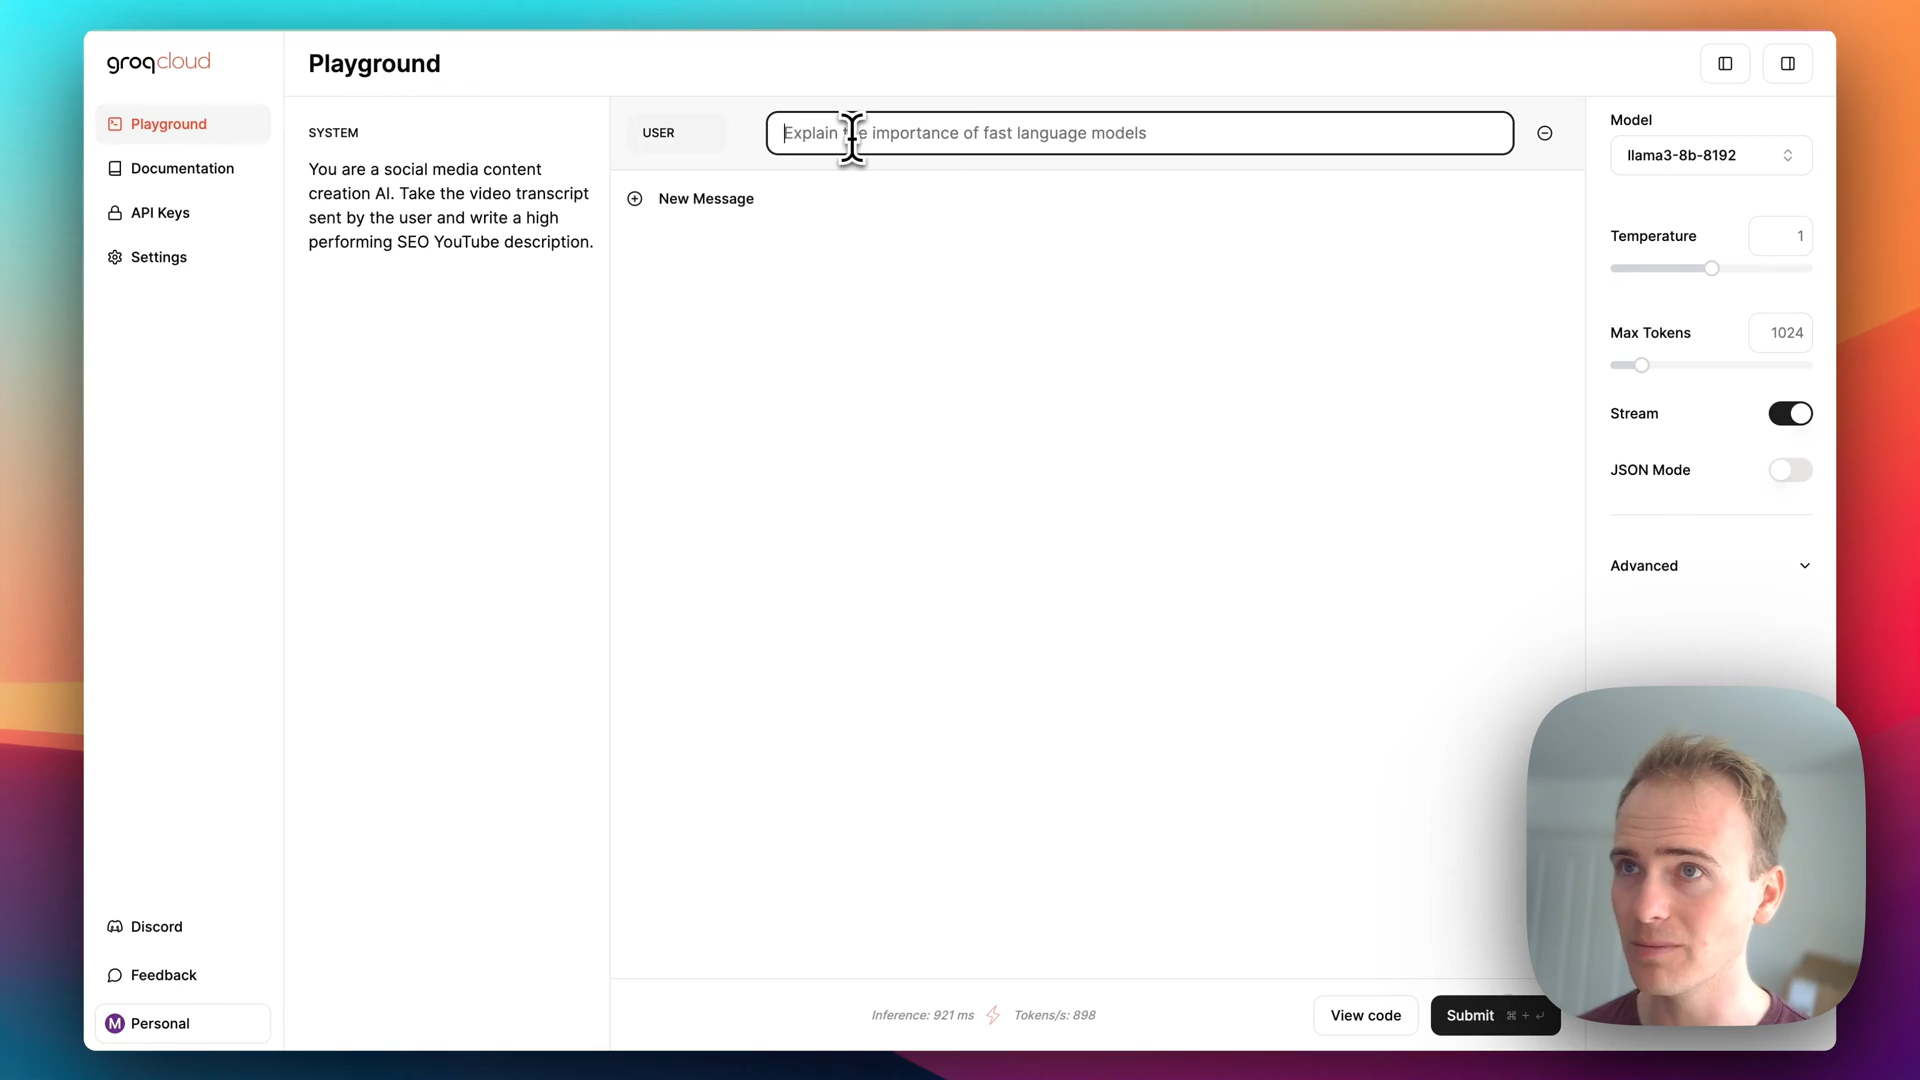 groqcloud
Playground
Playground
Documentation
API Keys
Settings
Discord
Feedback
M Personal
SYSTEM
You are a social media content
creation AI. Take the video transcript
sent by the user and write a high
performing SEO YouTube description.
USER
Explain the importance of fast language models
New Message
Inference: 921 ms
Tokens/s: 898
View code
Submit ⌘ + ↵
Model
llama3-8b-8192
Temperature
1
Max Tokens
1024
Stream
JSON Mode
Advanced